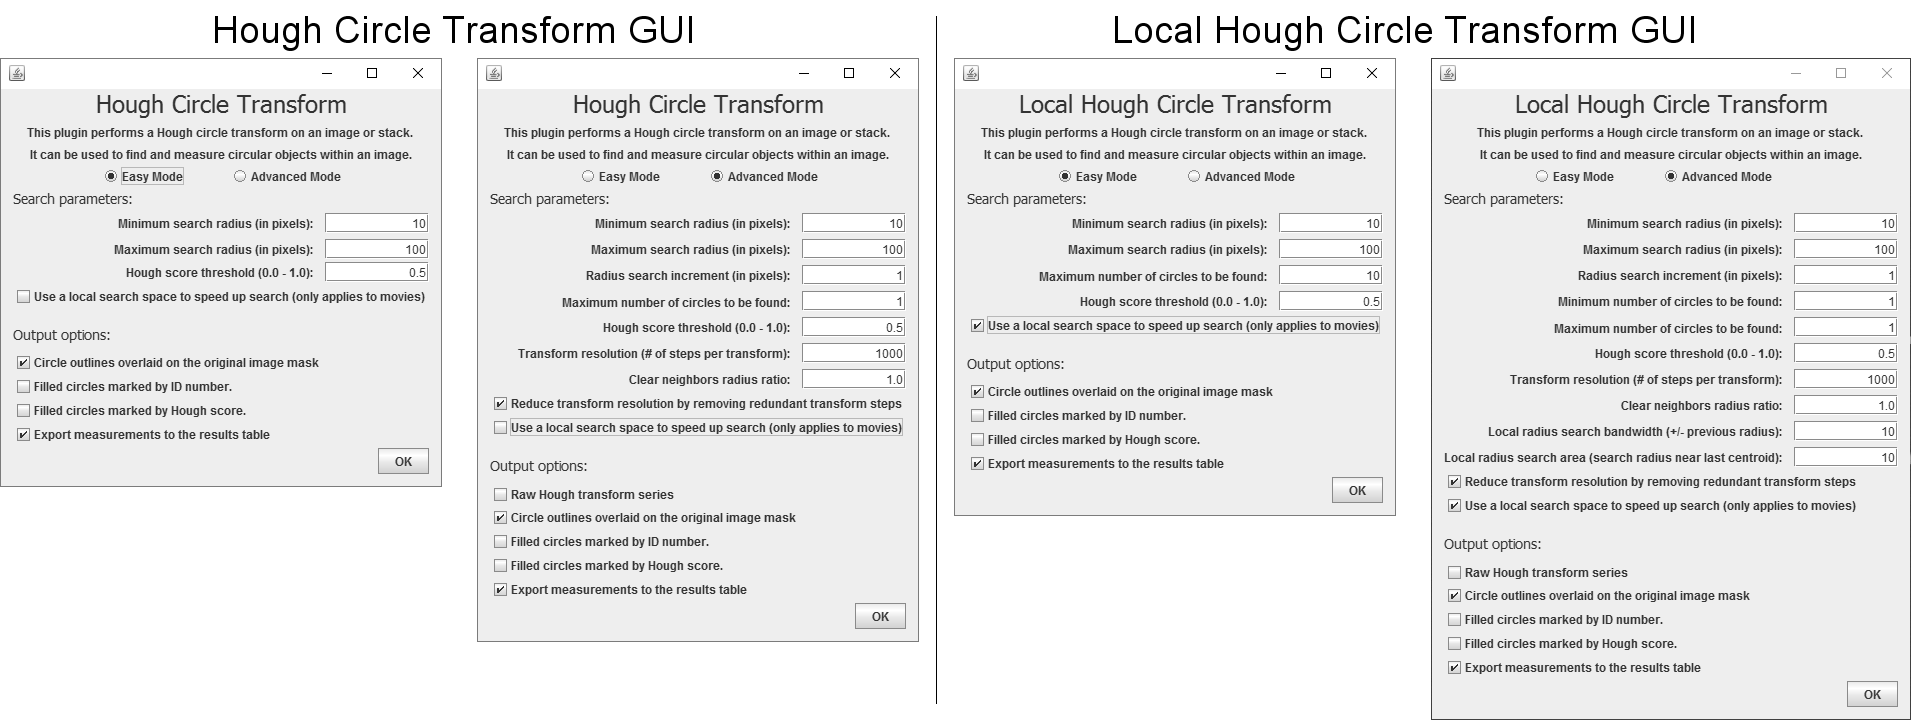 Hough Circle Transform GUI
Hough Circle Transform
This plugin performs a Hough circle transform on an image or stack.
It can be used to find and measure circular objects within an image.
Easy Mode Advanced Mode
Search parameters:
Minimum search radius (in pixels): 10
Maximum search radius (in pixels): 100
Hough score threshold (0.0 - 1.0): 0.5
Use a local search space to speed up search (only applies to movies)
Output options:
Circle outlines overlaid on the original image mask
Filled circles marked by ID number.
Filled circles marked by Hough score.
Export measurements to the results table
OK
Hough Circle Transform
This plugin performs a Hough circle transform on an image or stack.
It can be used to find and measure circular objects within an image.
Easy Mode Advanced Mode
Search parameters:
Minimum search radius (in pixels): 10
Maximum search radius (in pixels): 100
Radius search increment (in pixels): 1
Maximum number of circles to be found: 1
Hough score threshold (0.0 - 1.0): 0.5
Transform resolution (# of steps per transform): 1000
Clear neighbors radius ratio: 1.0
Reduce transform resolution by removing redundant transform steps
Use a local search space to speed up search (only applies to movies)
Output options:
Raw Hough transform series
Circle outlines overlaid on the original image mask
Filled circles marked by ID number.
Filled circles marked by Hough score.
Export measurements to the results table
OK
Local Hough Circle Transform GUI
Local Hough Circle Transform
This plugin performs a Hough circle transform on an image or stack.
It can be used to find and measure circular objects within an image.
Easy Mode Advanced Mode
Search parameters:
Minimum search radius (in pixels): 10
Maximum search radius (in pixels): 100
Maximum number of circles to be found: 10
Hough score threshold (0.0 - 1.0): 0.5
Use a local search space to speed up search (only applies to movies)
Output options:
Circle outlines overlaid on the original image mask
Filled circles marked by ID number.
Filled circles marked by Hough score.
Export measurements to the results table
OK
Local Hough Circle Transform
This plugin performs a Hough circle transform on an image or stack.
It can be used to find and measure circular objects within an image.
Easy Mode Advanced Mode
Search parameters:
Minimum search radius (in pixels): 10
Maximum search radius (in pixels): 100
Radius search increment (in pixels): 1
Minimum number of circles to be found: 1
Maximum number of circles to be found: 1
Hough score threshold (0.0 - 1.0): 0.5
Transform resolution (# of steps per transform): 1000
Clear neighbors radius ratio: 1.0
Local radius search bandwidth (+/- previous radius): 10
Local radius search area (search radius near last centroid): 10
Reduce transform resolution by removing redundant transform steps
Use a local search space to speed up search (only applies to movies)
Output options:
Raw Hough transform series
Circle outlines overlaid on the original image mask
Filled circles marked by ID number.
Filled circles marked by Hough score.
Export measurements to the results table
OK